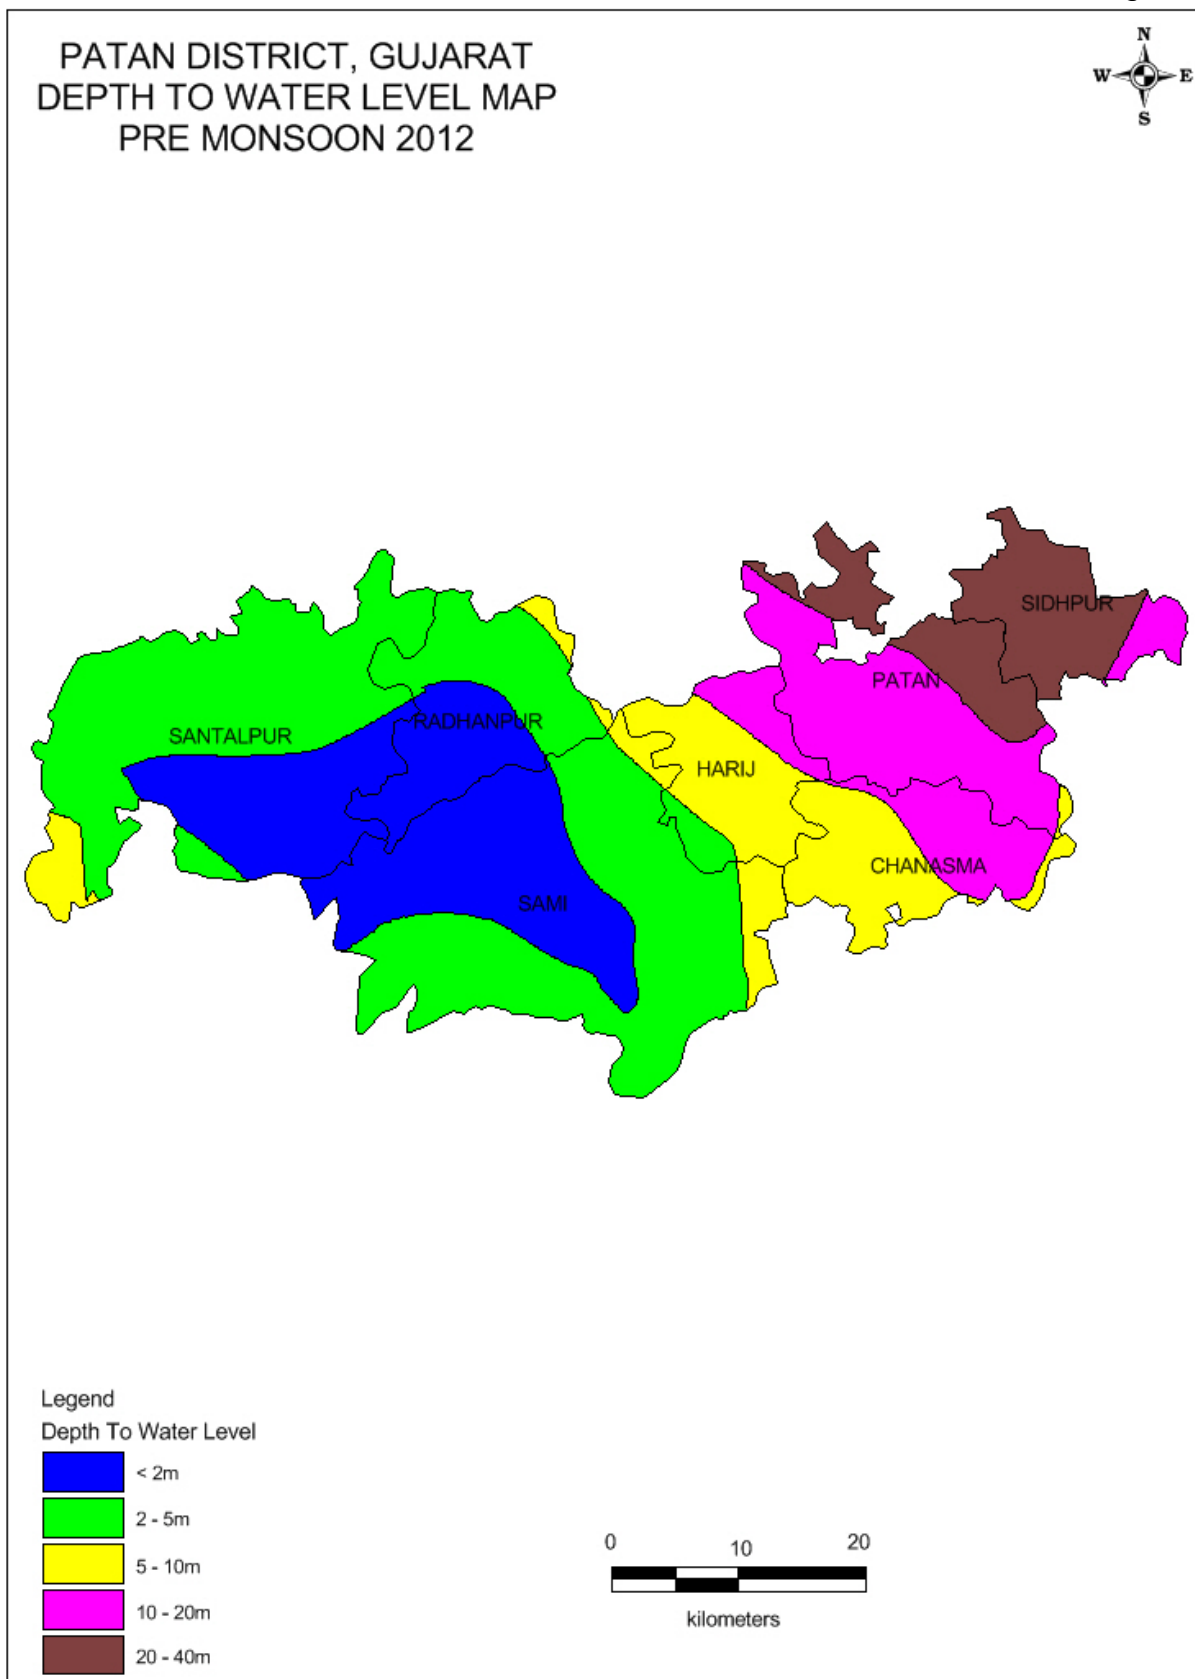 PATAN DISTRICT, GUJARAT
DEPTH TO WATER LEVEL MAP
PRE MONSOON 2012
N
W E
S
SIDHPUR
PATAN
SANTALPUR
RADHANPUR
HARIJ
CHANASMA
SAMI
Legend
Depth To Water Level
< 2m
2 - 5m
5 - 10m
10 - 20m
20 - 40m
0 10 20
kilometers